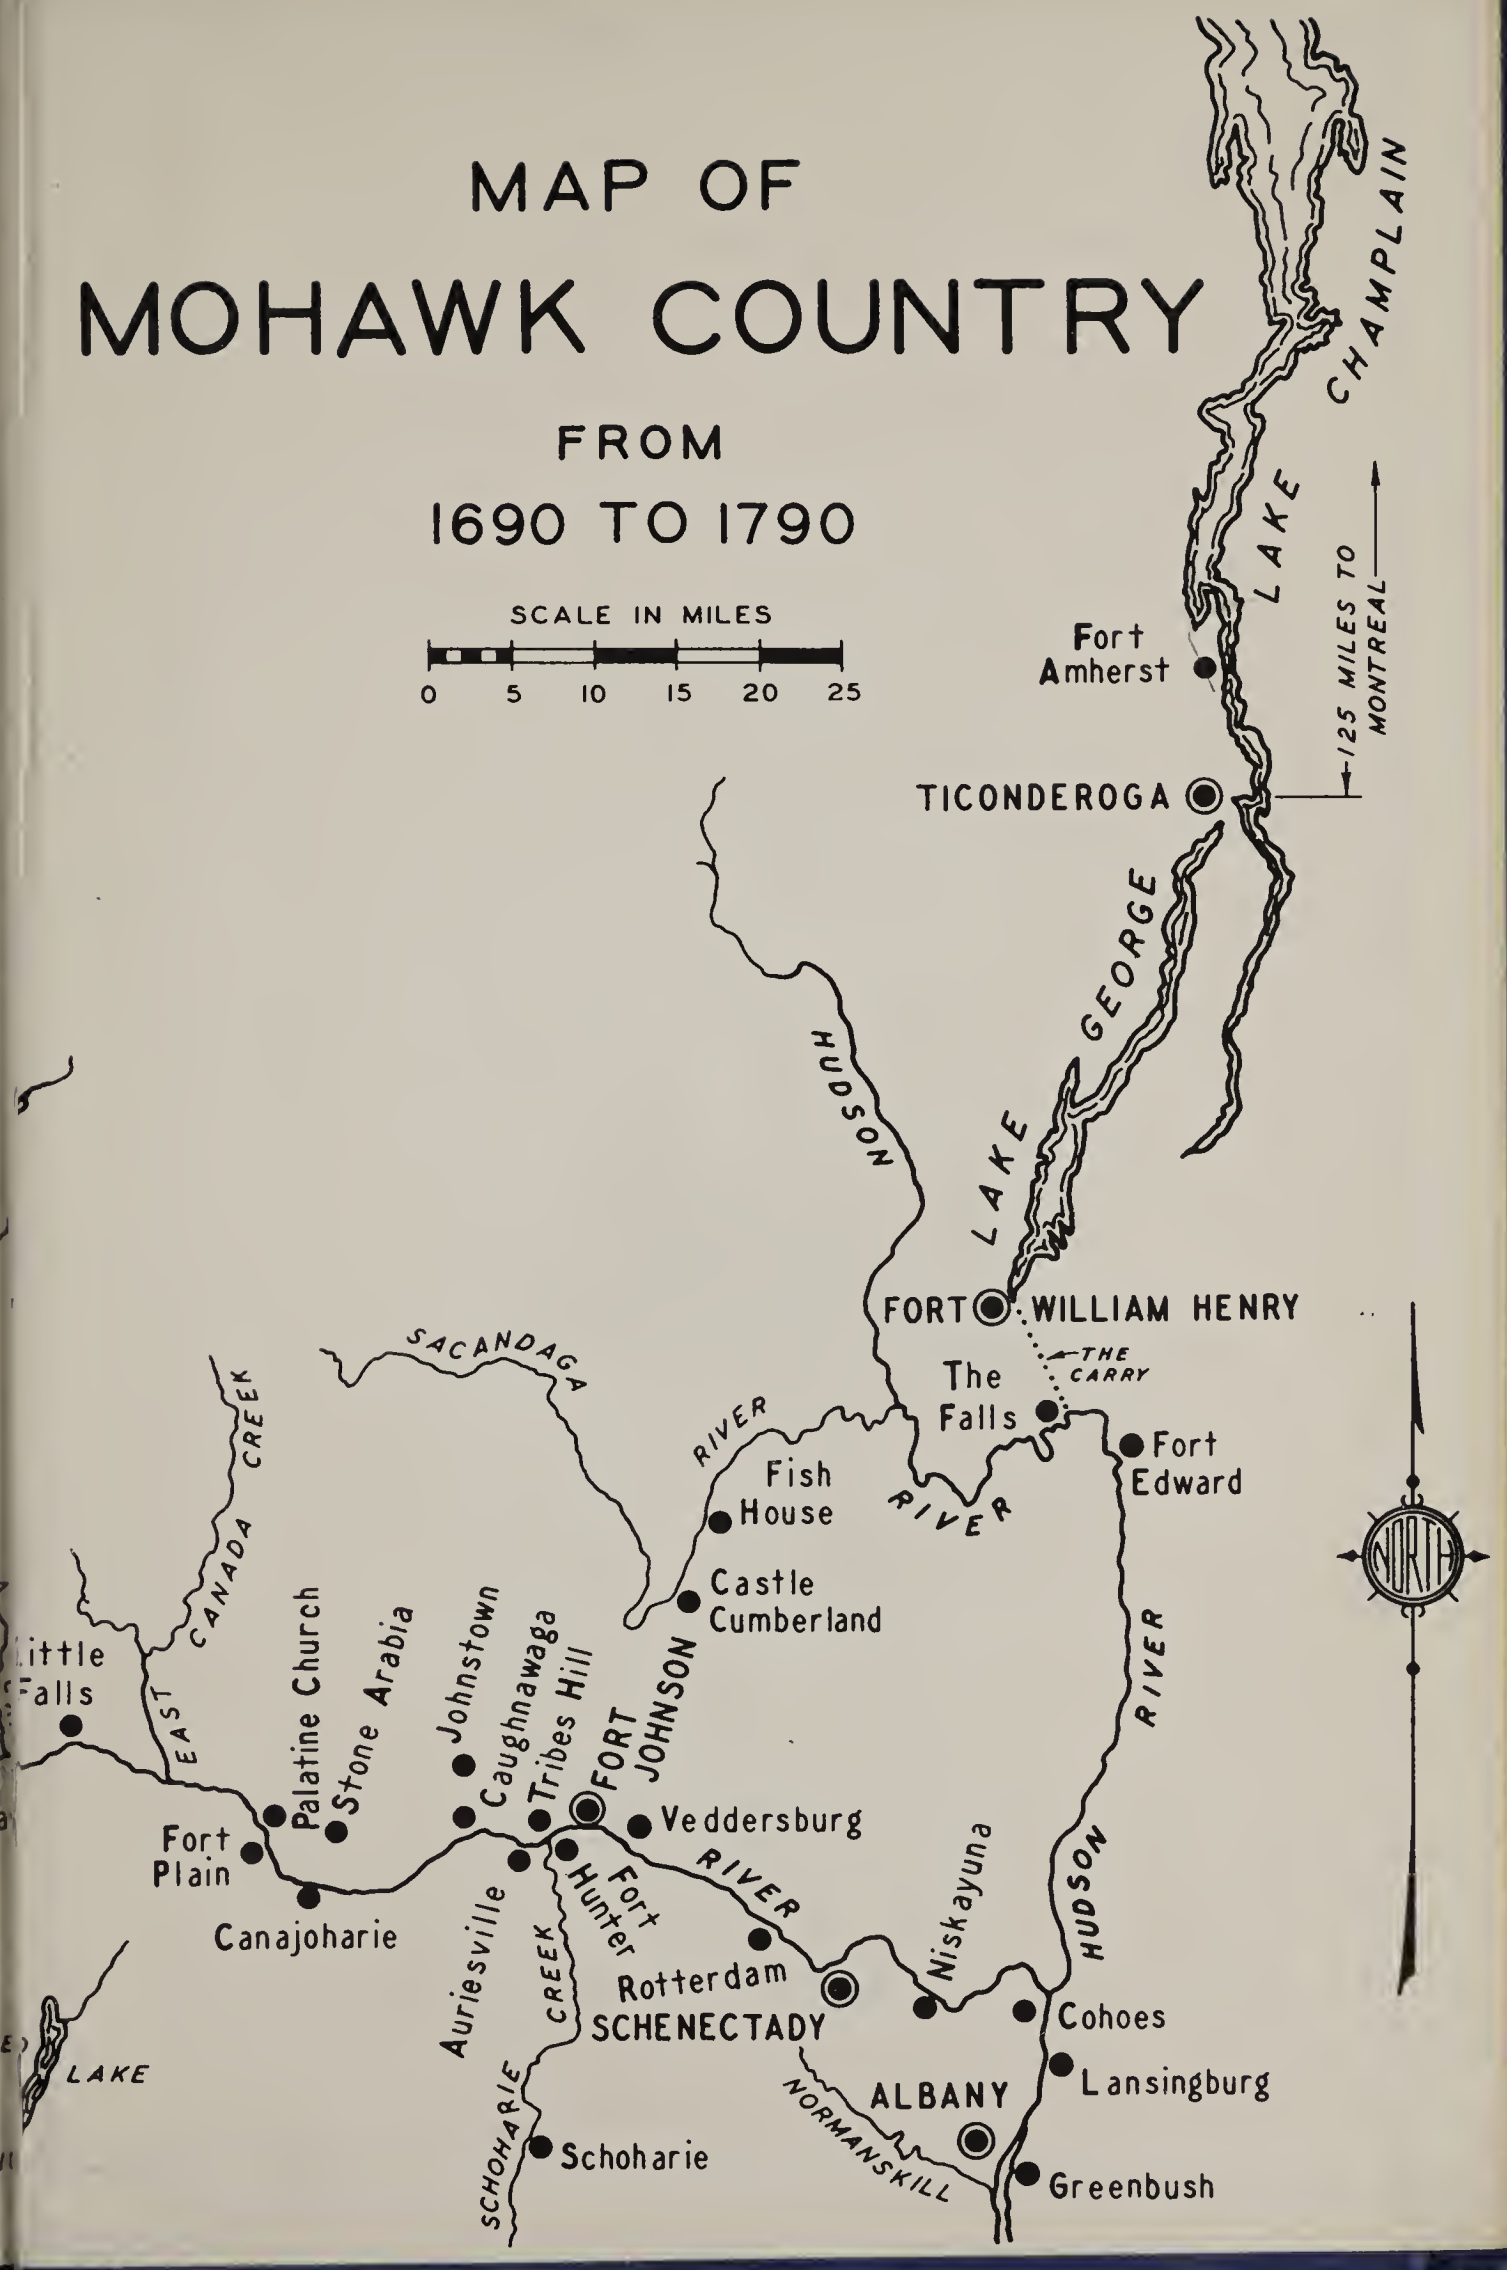 MAP OF
MOHAWK COUNTRY
FROM
1690 TO 1790
SCALE IN MILES
0 5 10 15 20 25
LAKE CHAMPLAIN
125 MILES TO
MONTREAL
Fort
Amherst
TICONDEROGA
LAKE GEORGE
HUDSON
RIVER
FORT WILLIAM HENRY
THE
CARRY
The
Falls
Fort
Edward
SACANDAGA
RIVER
Fish
House
Castle
Cumberland
NORTH
EAST
CANADA
CREEK
ittle
Falls
Palatine Church
Stone Arabia
Johnstown
Caughnawaga
Tribes Hill
FORT
JOHNSON
Veddersburg
Fort
Plain
Canajoharie
Auriesville
Fort
Hunter
RIVER
Rotterdam
SCHENECTADY
Niskayuna
HUDSON
RIVER
Cohoes
Lansingburg
ALBANY
NORMANSKILL
Greenbush
SCHOHARIE
CREEK
Schoharie
LAKE